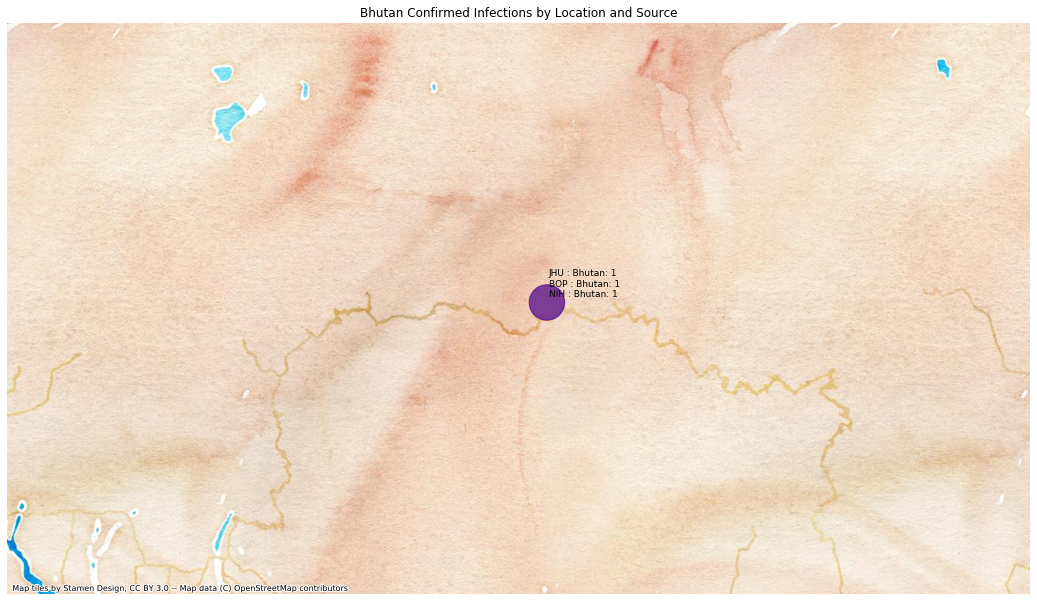 Bhutan Confirmed Infections by Location and Source
JHU : Bhutan: 1
BOP : Bhutan: 1
NIH : Bhutan: 1
Map tiles by Stamen Design, CC BY 3.0 -- Map data (C) OpenStreetMap contributors